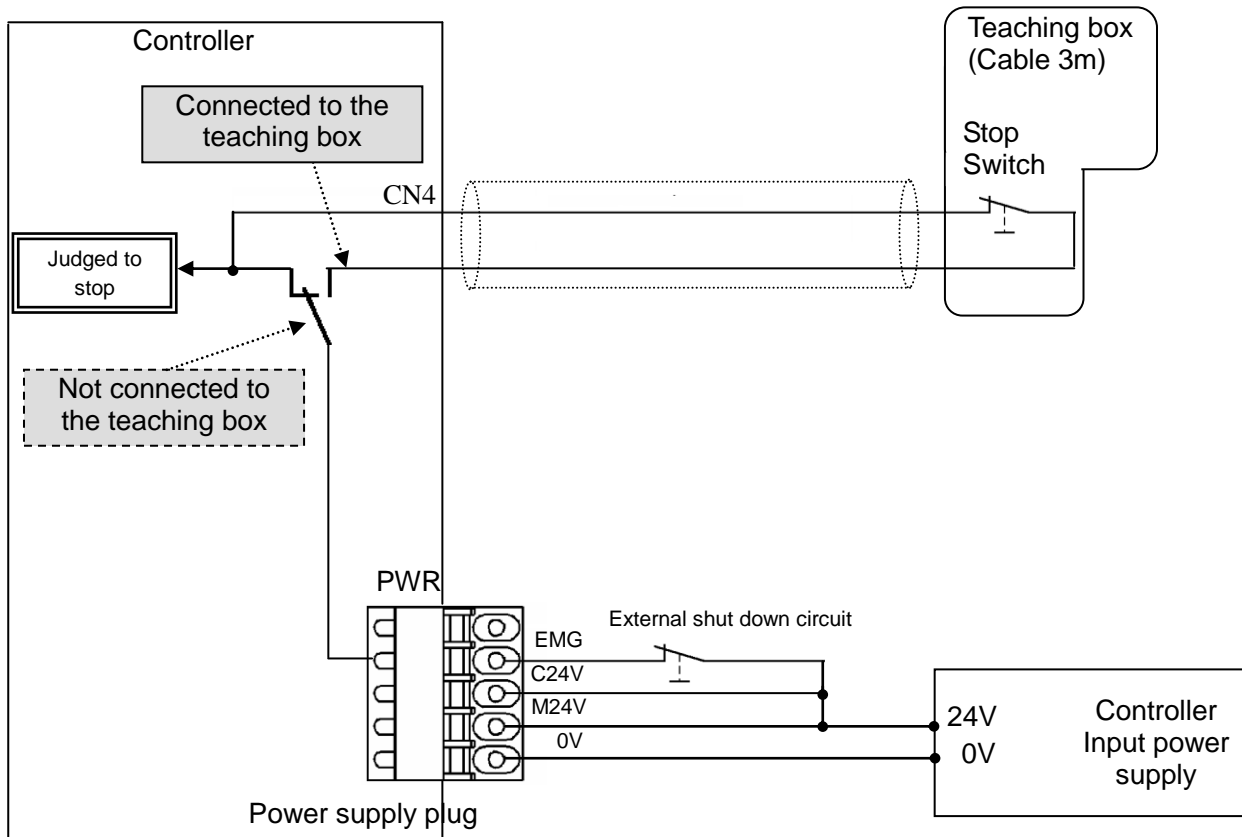 Controller
Teaching box
(Cable 3m)
Connected to the
teaching box
Stop
Switch
CN4
Judged to
stop
Not connected to
the teaching box
PWR
EMG
External shut down circuit
C24V
M24V
0V
24V
0V
Controller
Input power
supply
Power supply plug